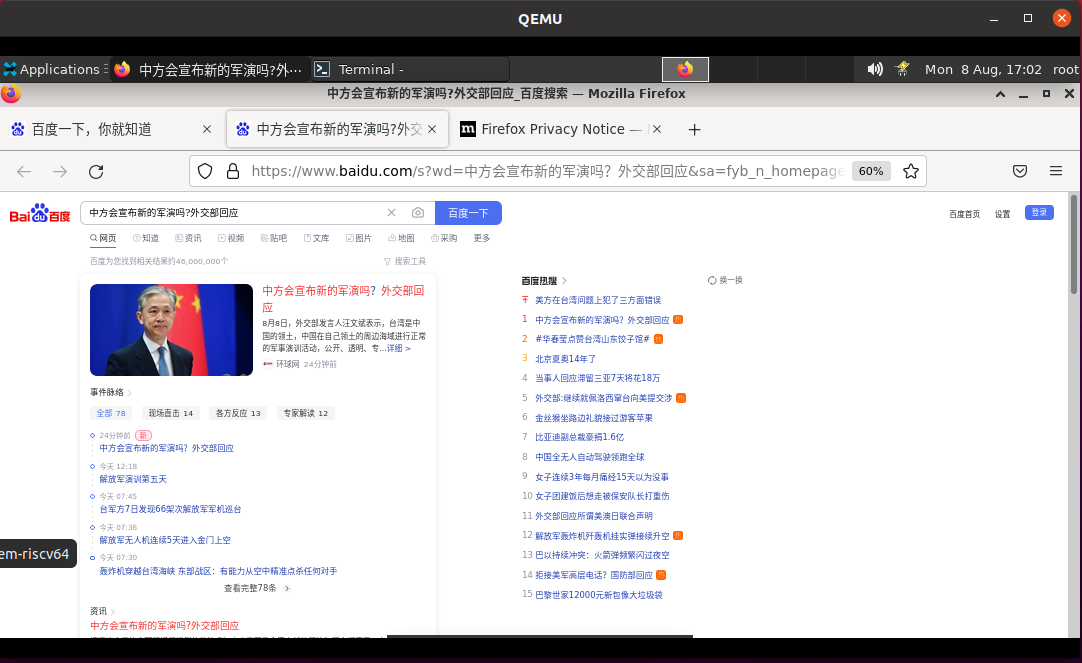 QEMU
Applications
中方会宣布新的军演吗?外...
Terminal -
Mon 8 Aug, 17:02 root
中方会宣布新的军演吗?外交部回应_百度搜索 — Mozilla Firefox
百度一下，你就知道
中方会宣布新的军演吗?外交
Firefox Privacy Notice —
https://www.baidu.com/s?wd=中方会宣布新的军演吗？外交部回应&sa=fyb_n_homepage
60%
Bai du 百度
中方会宣布新的军演吗?外交部回应
百度一下
百度首页 设置 登录
网页 知道 资讯 视频 贴吧 文库 图片 地图 采购 更多
百度为您找到相关结果约46,000,000个
搜索工具
中方会宣布新的军演吗？外交部回应
8月8日，外交部发言人汪文斌表示，台湾是中
国的领土，中国在自己领土的周边海域进行正常
的军事演训活动，公开、透明、专...详细 >
环球网 24分钟前
事件脉络
全部 78 现场直击 14 各方反应 13 专家解读 12
24分钟前 新
中方会宣布新的军演吗？外交部回应
今天 12:18
解放军演训第五天
今天 07:45
台军方7日发现66架次解放军军机巡台
今天 07:36
解放军无人机连续5天进入金门上空
今天 07:30
轰炸机穿越台湾海峡 东部战区：有能力从空中精准点杀任何对手
查看完整78条
资讯
中方会宣布新的军演吗?外交部回应
百度热搜
换一换
美方在台湾问题上犯了三方面错误
1 中方会宣布新的军演吗？外交部回应 热
2 #华春莹点赞台湾山东饺子馆# 热
3 北京夏奥14年了
4 当事人回应滞留三亚7天将花18万
5 外交部:继续就佩洛西窜台向美提交涉 热
6 金丝猴坐路边礼貌接过游客苹果
7 比亚迪副总裁豪捐1.6亿
8 中国全无人自动驾驶领跑全球
9 女子连续3年每月痛经15天以为没事
10 女子团建饭后想走被保安队长打重伤
11 外交部回应所谓美澳日联合声明
12 解放军轰炸机歼轰机挂实弹接续升空 热
13 巴以持续冲突：火箭弹频繁闪过夜空
14 拒接美军高层电话？国防部回应 热
15 巴黎世家12000元新包像大垃圾袋
em-riscv64